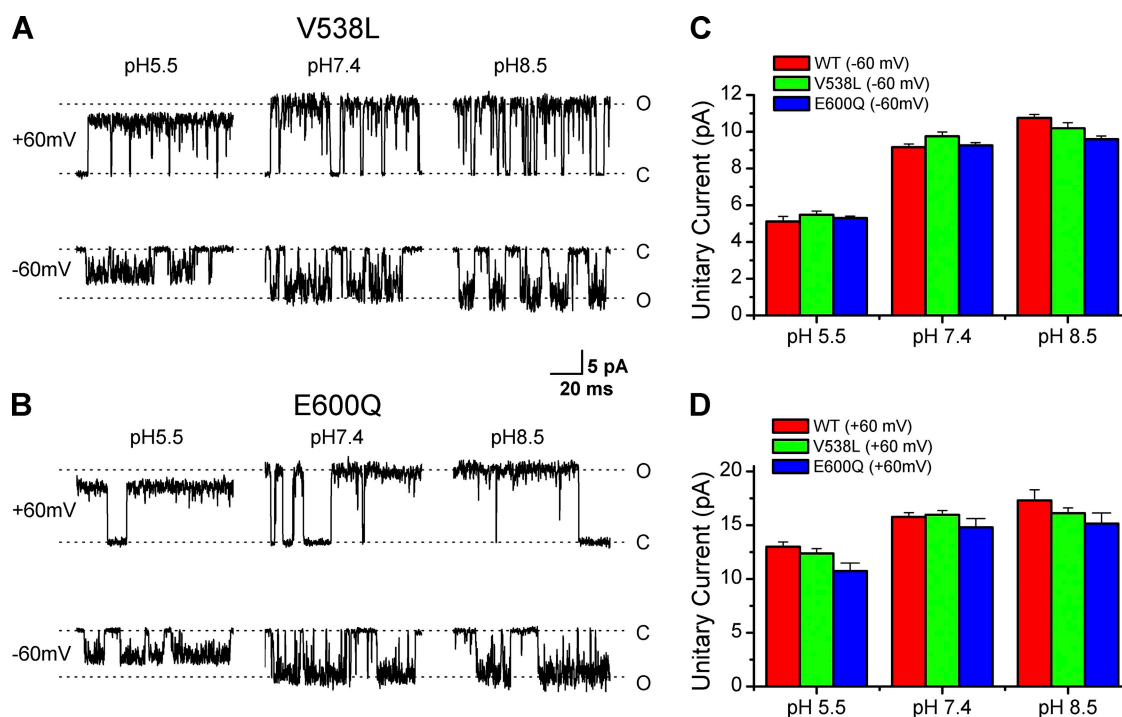 A
V538L
pH5.5 pH7.4 pH8.5
+60mV
O
C
-60mV
C
O
5 pA
20 ms
B
E600Q
pH5.5 pH7.4 pH8.5
+60mV
O
C
-60mV
C
O
C
WT (-60 mV)
V538L (-60 mV)
E600Q (-60mV)
Unitary Current (pA)
12
10
8
6
4
2
0
pH 5.5 pH 7.4 pH 8.5
D
WT (+60 mV)
V538L (+60 mV)
E600Q (+60mV)
Unitary Current (pA)
20
15
10
5
0
pH 5.5 pH 7.4 pH 8.5